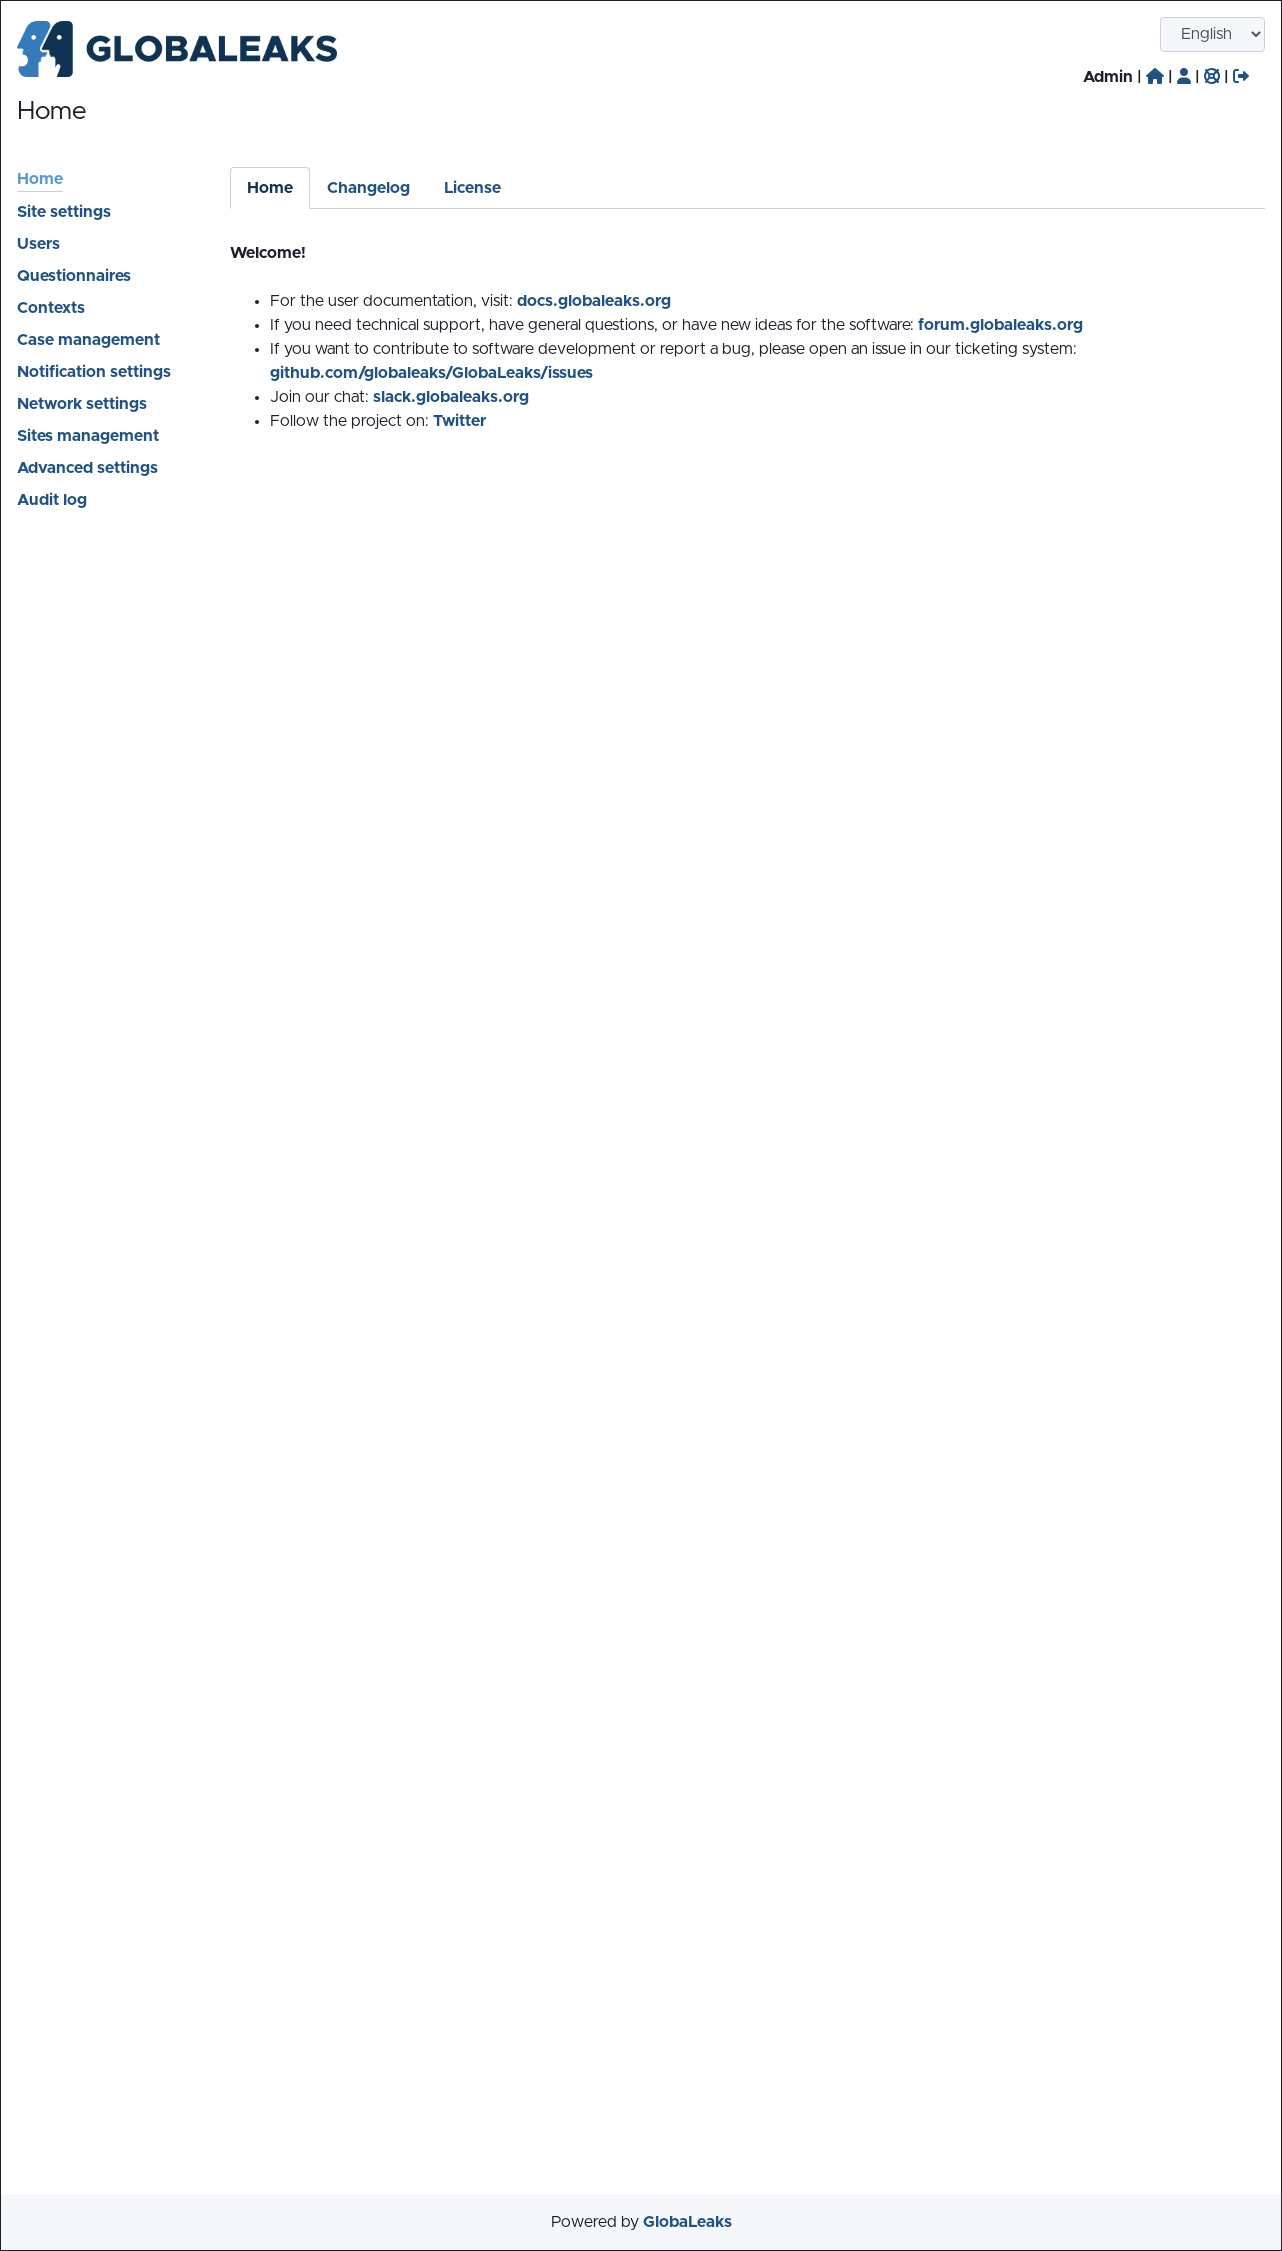 GLOBALEAKS
English
Admin | | | |
Home
Home
Site settings
Users
Questionnaires
Contexts
Case management
Notification settings
Network settings
Sites management
Advanced settings
Audit log
Home Changelog License
Welcome!
• For the user documentation, visit: docs.globaleaks.org
• If you need technical support, have general questions, or have new ideas for the software: forum.globaleaks.org
• If you want to contribute to software development or report a bug, please open an issue in our ticketing system:
github.com/globaleaks/GlobaLeaks/issues
• Join our chat: slack.globaleaks.org
• Follow the project on: Twitter
Powered by GlobaLeaks